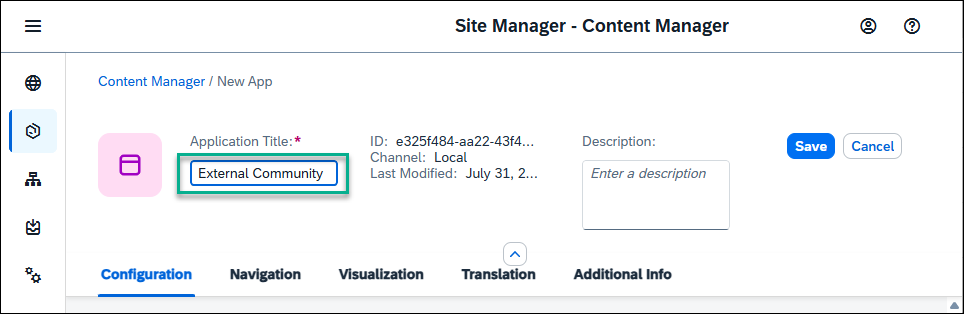 Site Manager - Content Manager
Content Manager / New App
Application Title:*
External Community
ID: e325f484-aa22-43f4...
Channel: Local
Last Modified: July 31, 2...
Description:
Enter a description
Save
Cancel
Configuration
Navigation
Visualization
Translation
Additional Info